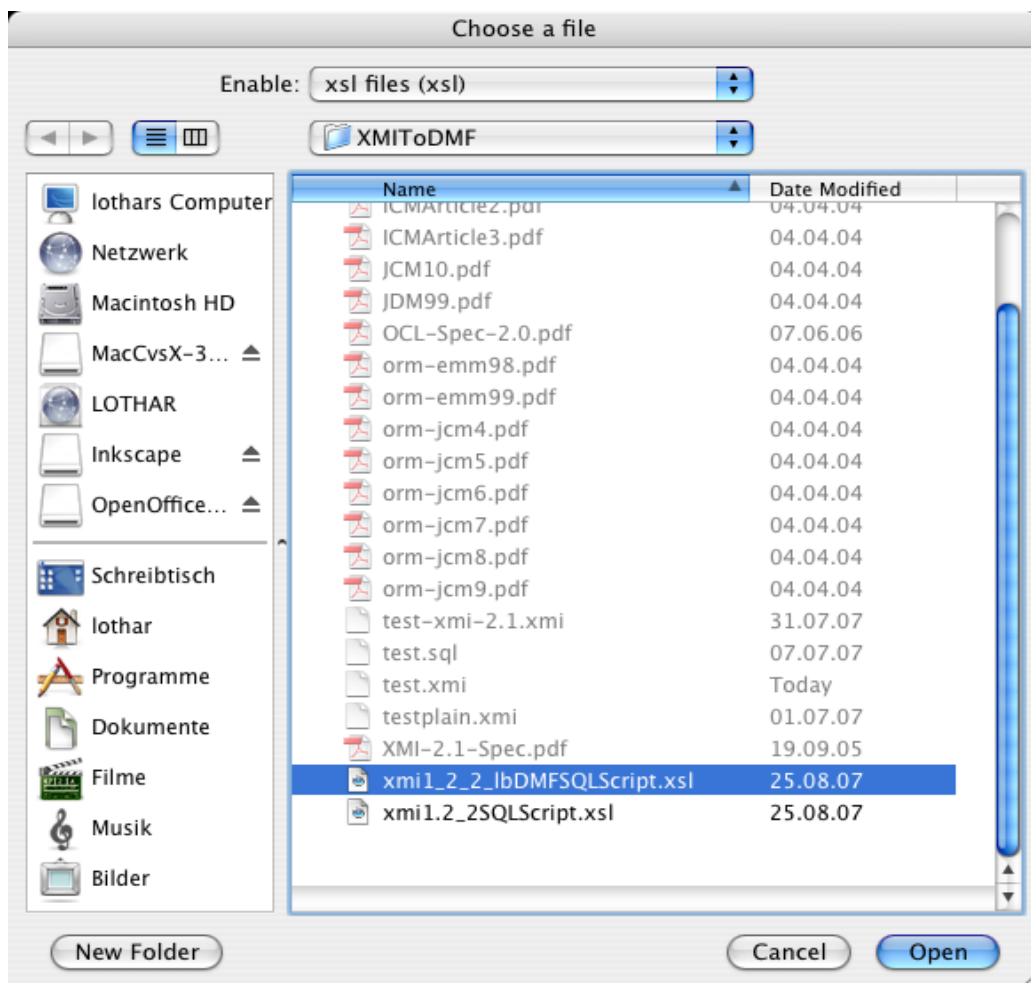 Choose a file
Enable: xsl files (xsl)
XMIToDMF
Name Date Modified
lothars Computer
Netzwerk
Macintosh HD
MacCvsX-3...
LOTHAR
Inkscape
OpenOffice...
Schreibtisch
lothar
Programme
Dokumente
Filme
Musik
Bilder
ICMArticle2.pdf 04.04.04
ICMArticle3.pdf 04.04.04
JCM10.pdf 04.04.04
JDM99.pdf 04.04.04
OCL-Spec-2.0.pdf 07.06.06
orm-emm98.pdf 04.04.04
orm-emm99.pdf 04.04.04
orm-jcm4.pdf 04.04.04
orm-jcm5.pdf 04.04.04
orm-jcm6.pdf 04.04.04
orm-jcm7.pdf 04.04.04
orm-jcm8.pdf 04.04.04
orm-jcm9.pdf 04.04.04
test-xmi-2.1.xmi 31.07.07
test.sql 07.07.07
test.xmi Today
testplain.xmi 01.07.07
XMI-2.1-Spec.pdf 19.09.05
xmi1_2_2_lbDMFSQLScript.xsl 25.08.07
xmi1.2_2SQLScript.xsl 25.08.07
New Folder Cancel Open